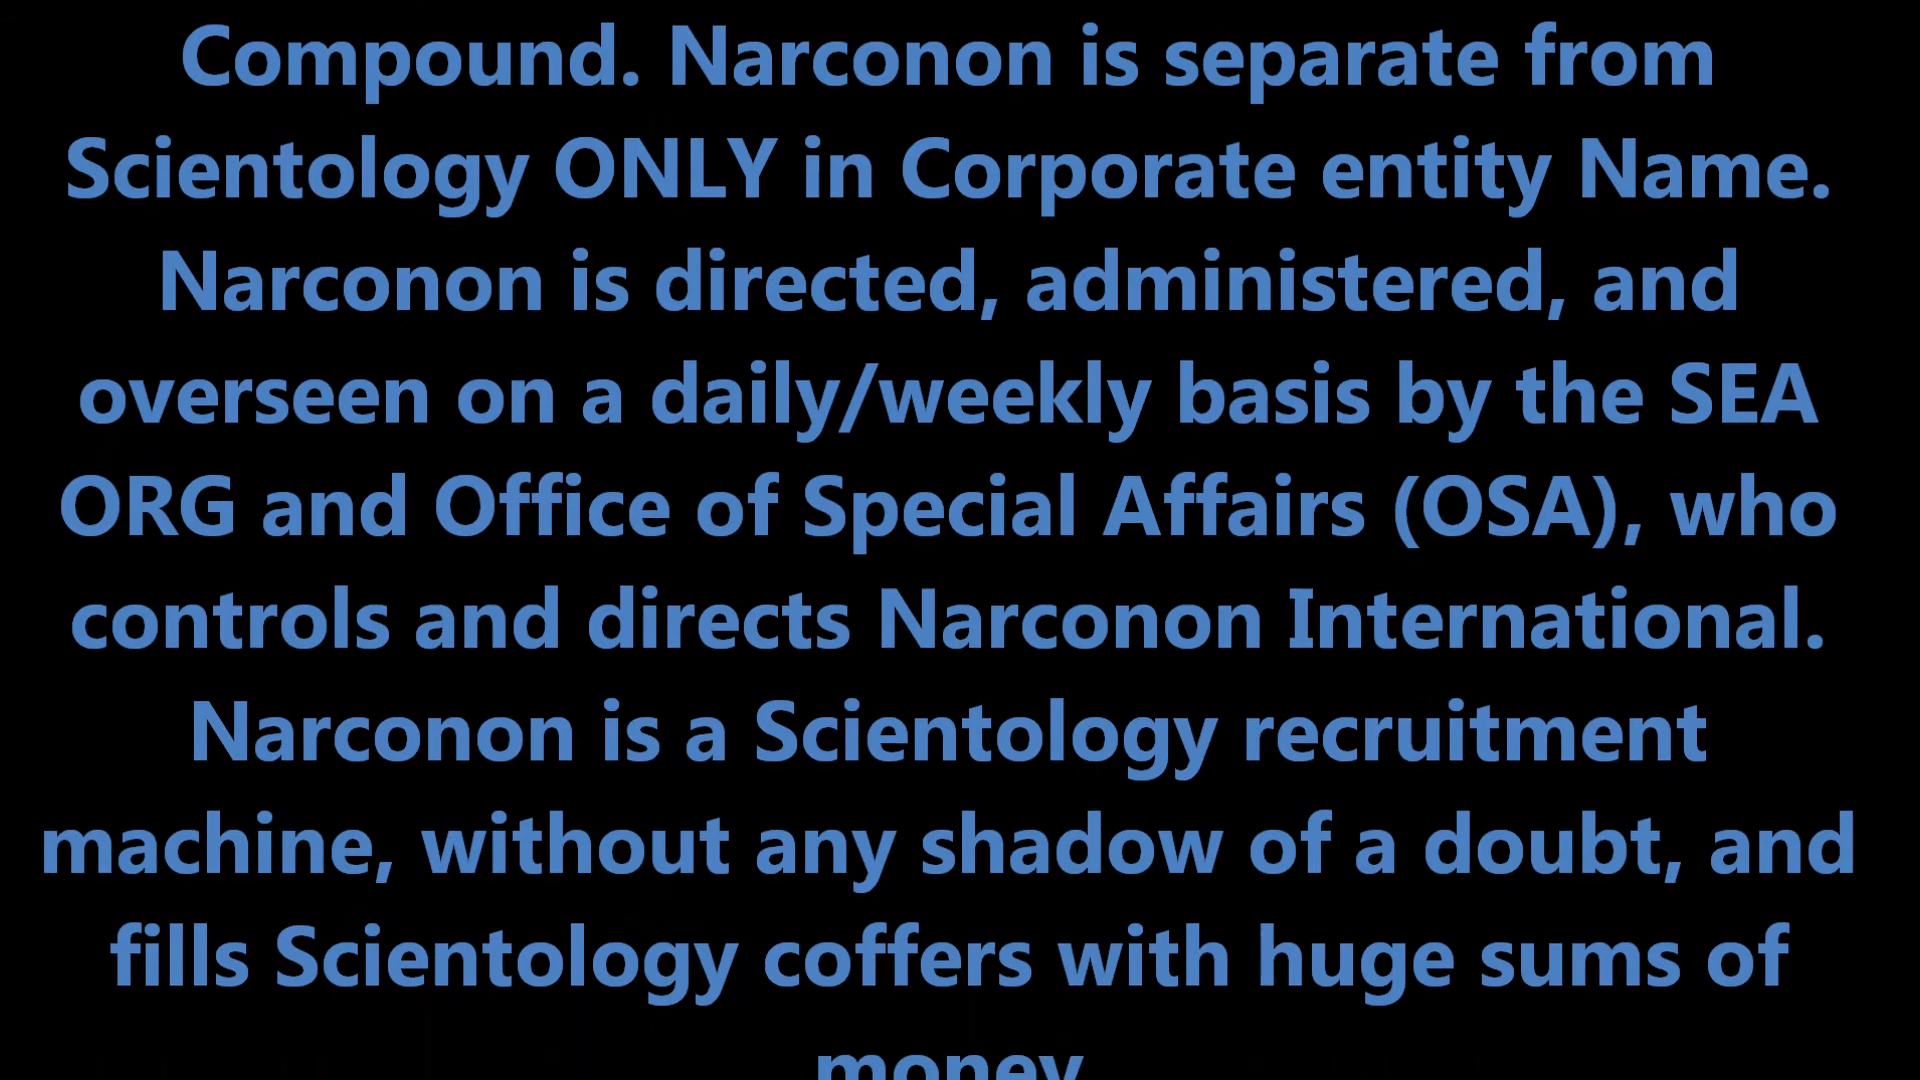 Compound. Narconon is separate from
Scientology ONLY in Corporate entity Name.
Narconon is directed, administered, and
overseen on a daily/weekly basis by the SEA
ORG and Office of Special Affairs (OSA), who
controls and directs Narconon International.
Narconon is a Scientology recruitment
machine, without any shadow of a doubt, and
fills Scientology coffers with huge sums of
money